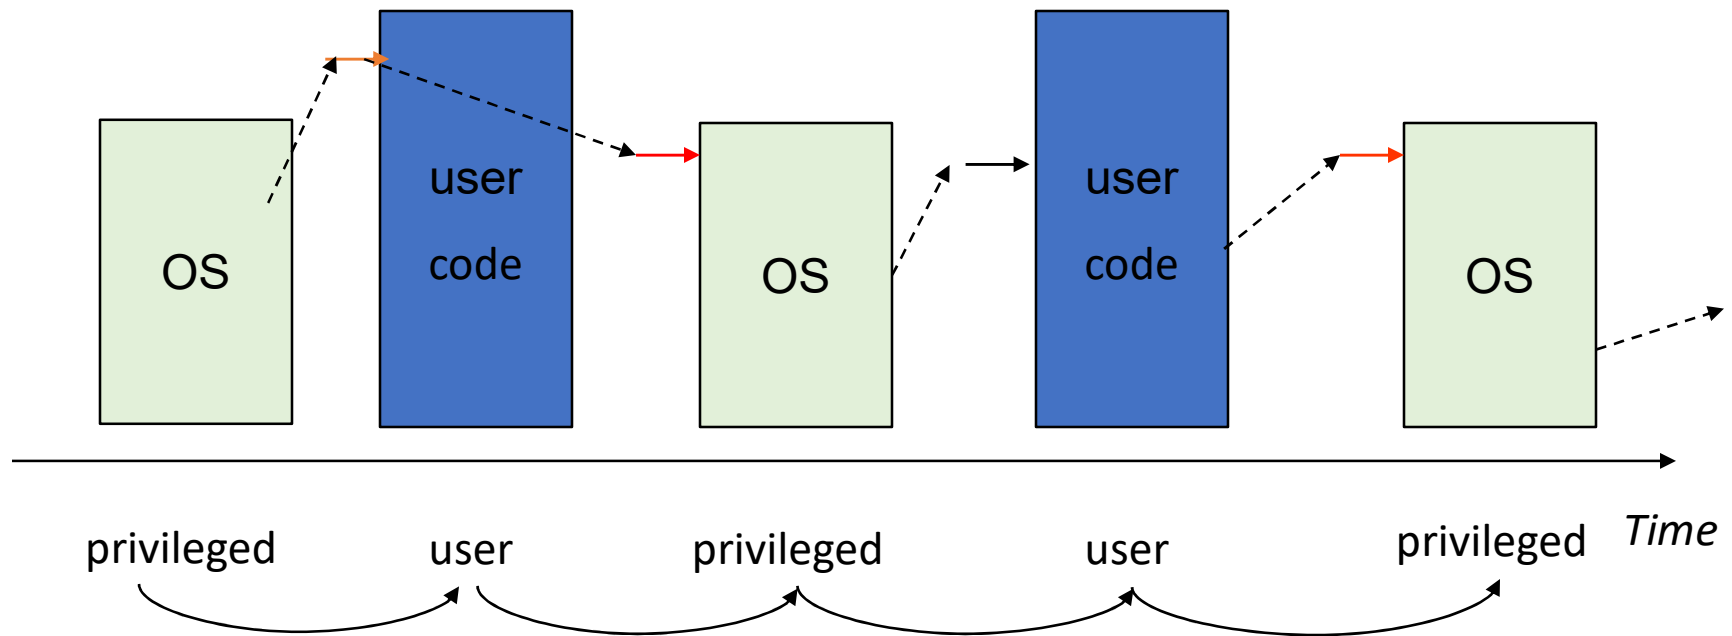 OS
user
code
OS
user
code
OS
privileged
user
privileged
user
privileged
Time